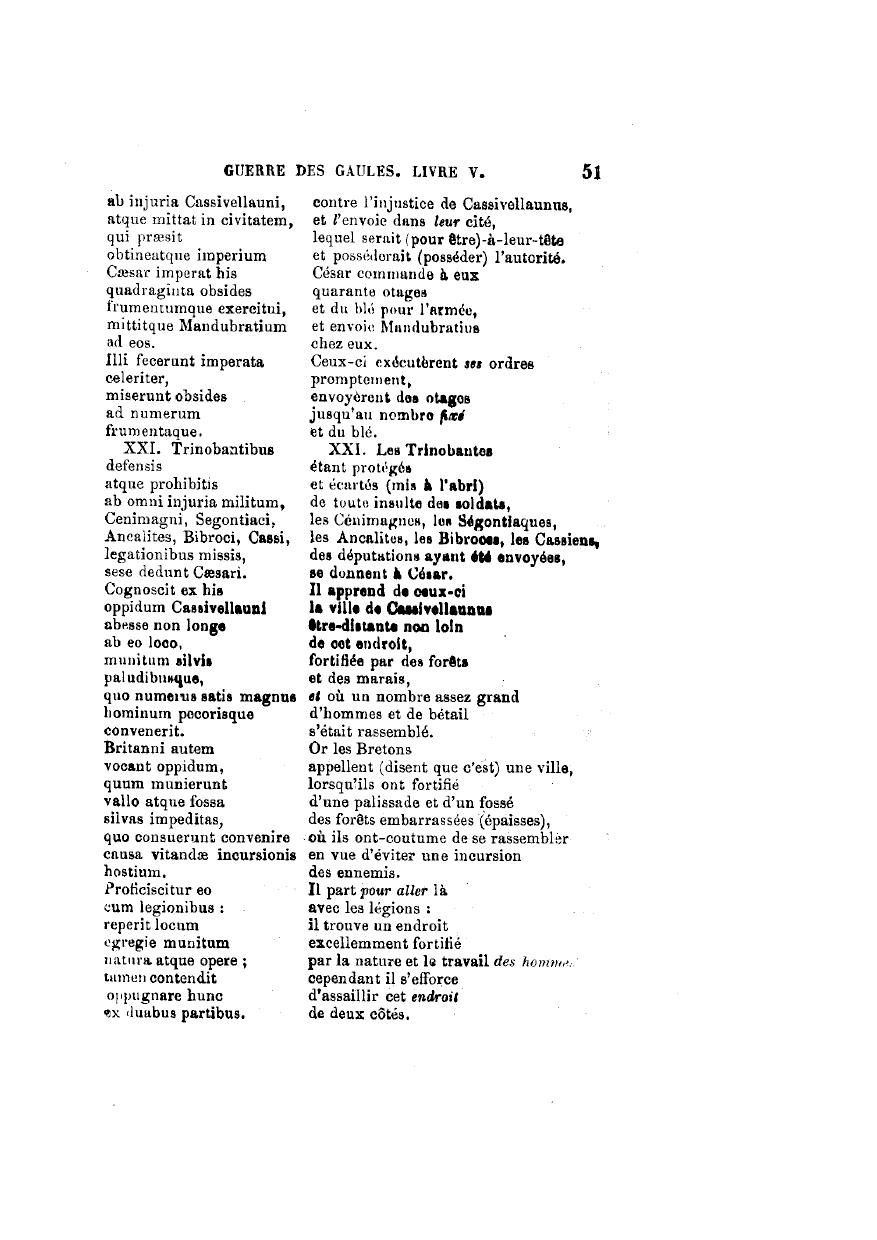 GUERRE DES GAULES. LIVRE V. 51
ab injuria Cassivellauni,
atque mittat in civitatem,
qui præsit
obtineatque imperium
Cæsar imperat his
quadraginta obsides
frumentumque exercitui,
mittitque Mandubratium
ad eos.
Illi fecerunt imperata
celeriter,
miserunt obsides
ad numerum
frumentaque.
XXI. Trinobantibus
defensis
atque prohibitis
ab omni injuria militum,
Cenimagni, Segontiaci,
Ancalites, Bibroci, Cassi,
legationibus missis,
sese dedunt Cæsari.
Cognoscit ex his
oppidum Cassivellauni
abesse non longe
ab eo loco,
munitum silvis
paludibusque,
quo numerus satis magnus
hominum pecorisque
convenerit.
Britanni autem
vocant oppidum,
quum munierunt
vallo atque fossa
silvas impeditas,
quo consuerunt convenire
causa vitandæ incursionis
hostium.
Proficiscitur eo
cum legionibus :
reperit locum
egregie munitum
natura atque opere ;
tamen contendit
oppugnare hunc
ex duabus partibus.
contre l'injustice de Cassivellaunus,
et l'envoie dans leur cité,
lequel serait (pour être)-à-leur-tête
et posséderait (posséder) l'autorité.
César commande à eux
quarante otages
et du blé pour l'armée,
et envoie Mandubratius
chez eux.
Ceux-ci exécutèrent ses ordres
promptement,
envoyèrent des otages
jusqu'au nombre fixé
et du blé.
XXI. Les Trinobantes
étant protégés
et écartés (mis à l'abri)
de toute insulte des soldats,
les Cénimagnes, les Ségontiaques,
les Ancalites, les Bibroces, les Cassiens,
des députations ayant été envoyées,
se donnent à César.
Il apprend de ceux-ci
la ville de Cassivellaunus
être-distante non loin
de cet endroit,
fortifiée par des forêts
et des marais,
et où un nombre assez grand
d'hommes et de bétail
s'était rassemblé.
Or les Bretons
appellent (disent que c'est) une ville,
lorsqu'ils ont fortifié
d'une palissade et d'un fossé
des forêts embarrassées (épaisses),
où ils ont-coutume de se rassembler
en vue d'éviter une incursion
des ennemis.
Il part pour aller là
avec les légions :
il trouve un endroit
excellemment fortifié
par la nature et le travail des hommes
cependant il s'efforce
d'assaillir cet endroit
de deux côtés.